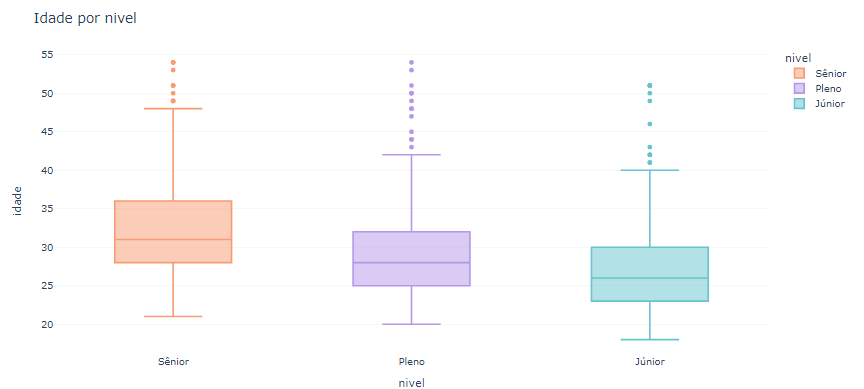 Idade por nivel
nivel
Sênior
Pleno
Júnior
55
50
45
40
35
30
25
20
idade
Sênior
Pleno
Júnior
nivel